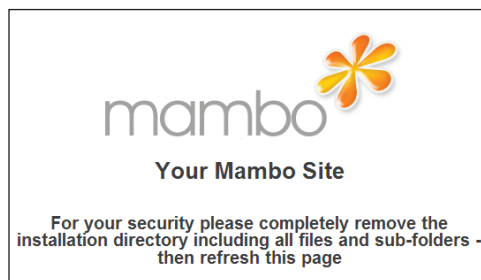 mambo
Your Mambo Site
For your security please completely remove the
installation directory including all files and sub-folders -
then refresh this page